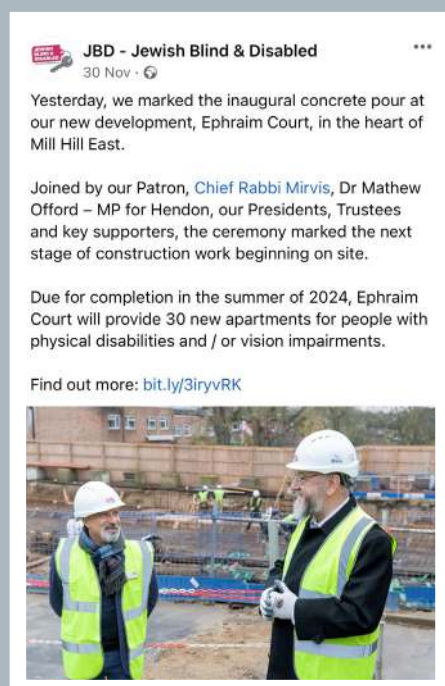 JEWISH
BLIND &
DISABLED
JBD - Jewish Blind & Disabled
30 Nov ·
Yesterday, we marked the inaugural concrete pour at
our new development, Ephraim Court, in the heart of
Mill Hill East.
Joined by our Patron, Chief Rabbi Mirvis, Dr Mathew
Offord – MP for Hendon, our Presidents, Trustees
and key supporters, the ceremony marked the next
stage of construction work beginning on site.
Due for completion in the summer of 2024, Ephraim
Court will provide 30 new apartments for people with
physical disabilities and / or vision impairments.
Find out more: bit.ly/3iryvRK